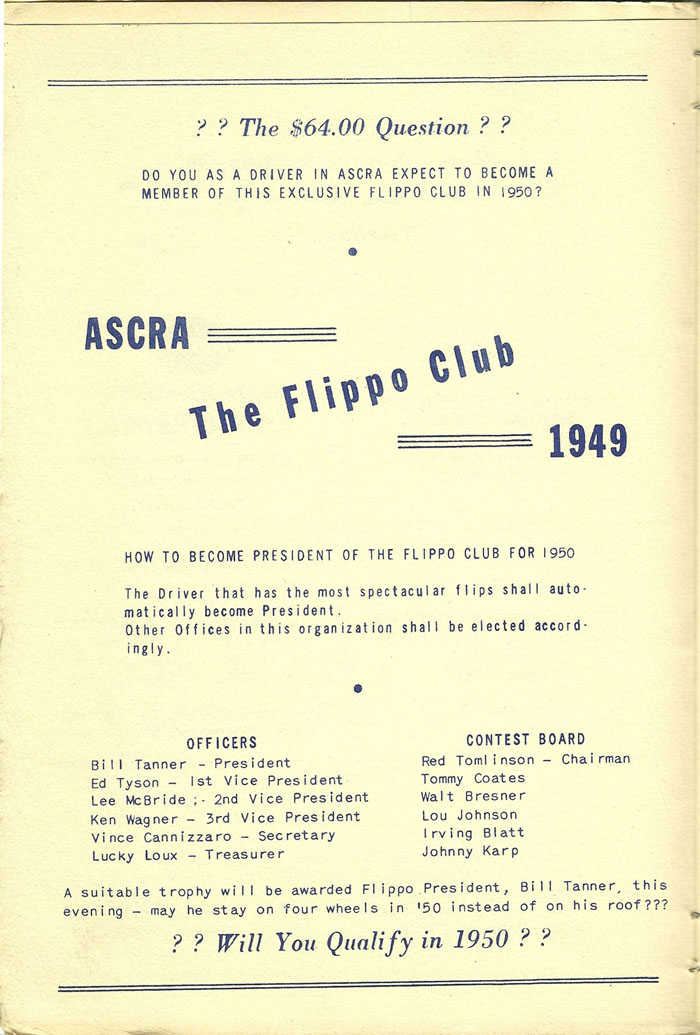 ? ? The $64.00 Question ? ?
DO YOU AS A DRIVER IN ASCRA EXPECT TO BECOME A
MEMBER OF THIS EXCLUSIVE FLIPPO CLUB IN 1950?
ASCRA
The Flippo Club
1949
HOW TO BECOME PRESIDENT OF THE FLIPPO CLUB FOR 1950
The Driver that has the most spectacular flips shall auto-
matically become President.
Other Offices in this organization shall be elected accord-
ingly.
OFFICERS
Bill Tanner - President
Ed Tyson - 1st Vice President
Lee McBride ;- 2nd Vice President
Ken Wagner - 3rd Vice President
Vince Cannizzaro - Secretary
Lucky Loux - Treasurer
CONTEST BOARD
Red Tomlinson - Chairman
Tommy Coates
Walt Bresner
Lou Johnson
Irving Blatt
Johnny Karp
A suitable trophy will be awarded Flippo President, Bill Tanner, this
evening - may he stay on four wheels in '50 instead of on his roof???
? ? Will You Qualify in 1950 ? ?